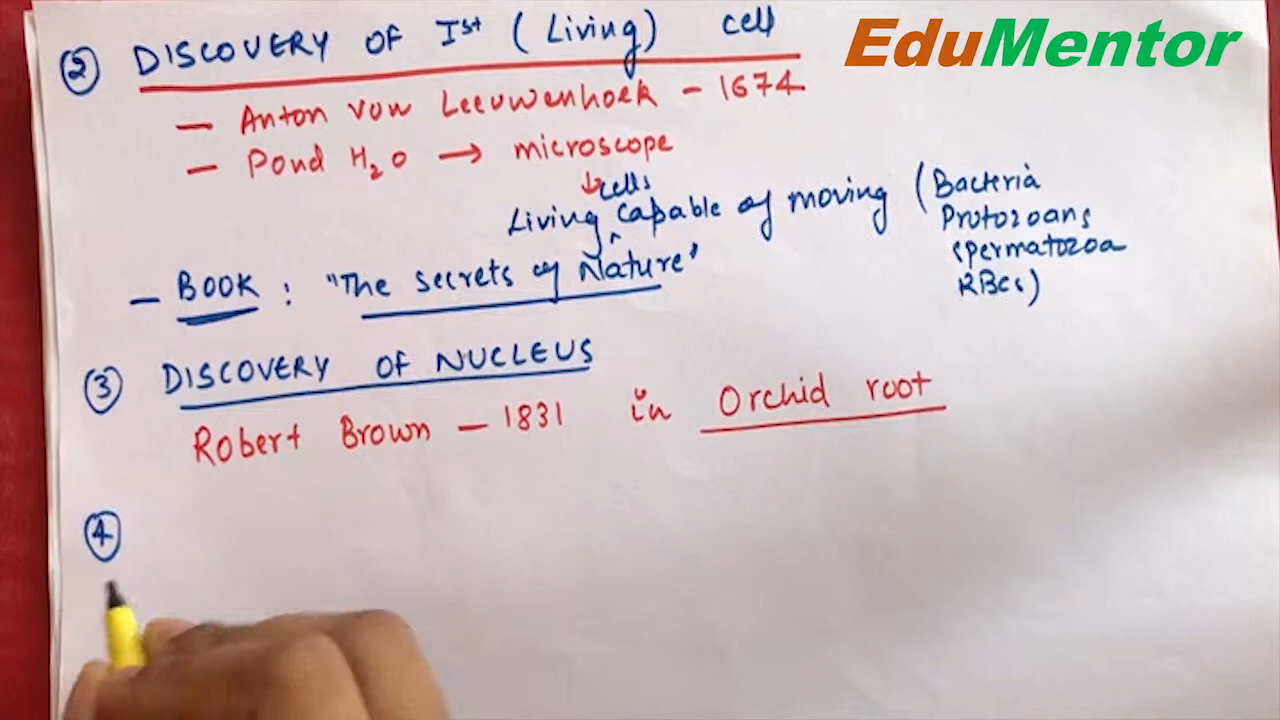 EduMentor
② DISCOVERY OF Ist (Living) cell
— Anton von Leeuwenhoek - 1674
— Pond H₂O → microscope
↓ cells
Living ^ capable of moving (Bacteria
Protozoans
spermatozoa
RBCs)
— BOOK : "The secrets of Nature"
③ DISCOVERY OF NUCLEUS
Robert Brown — 1831 in Orchid root
④